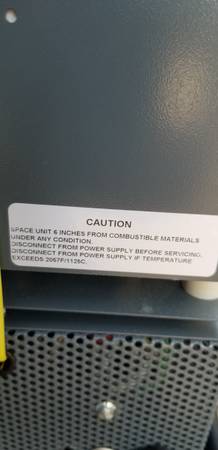 CAUTION
SPACE UNIT 6 INCHES FROM COMBUSTIBLE MATERIALS
UNDER ANY CONDITION.
DISCONNECT FROM POWER SUPPLY BEFORE SERVICING.
DISCONNECT FROM POWER SUPPLY IF TEMPERATURE
EXCEEDS 2067F/1126C.